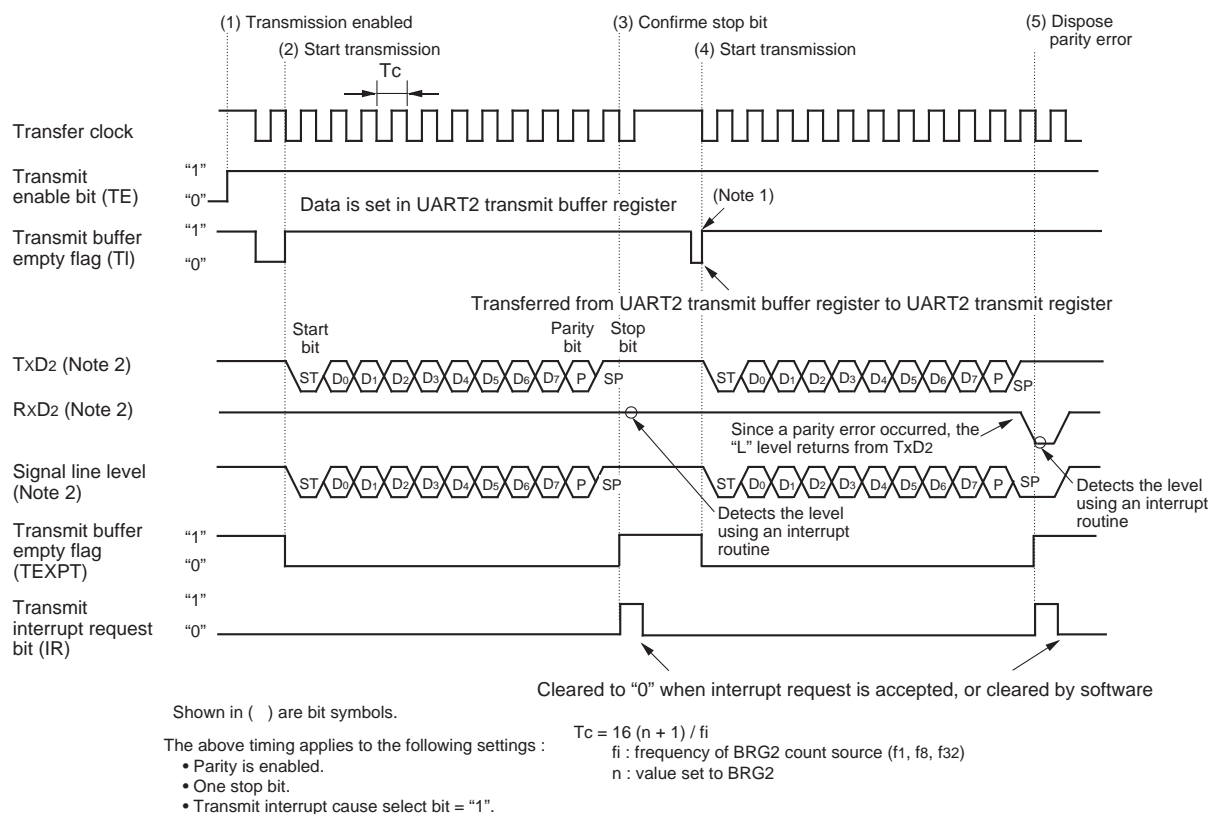 (1) Transmission enabled
(2) Start transmission
(3) Confirme stop bit
(4) Start transmission
(5) Dispose
parity error
Tc
Transfer clock
Transmit
enable bit (TE)
“1”
“0”
Data is set in UART2 transmit buffer register
(Note 1)
Transmit buffer
empty flag (TI)
“1”
“0”
Transferred from UART2 transmit buffer register to UART2 transmit register
Start
bit
Parity
bit
Stop
bit
TxD2 (Note 2)
ST D0 D1 D2 D3 D4 D5 D6 D7 P SP
ST D0 D1 D2 D3 D4 D5 D6 D7 P SP
RxD2 (Note 2)
Since a parity error occurred, the
“L” level returns from TxD2
Signal line level
(Note 2)
ST D0 D1 D2 D3 D4 D5 D6 D7 P SP
ST D0 D1 D2 D3 D4 D5 D6 D7 P SP
Detects the level
using an interrupt
routine
Detects the level
using an interrupt
routine
Transmit buffer
empty flag
(TEXPT)
“1”
“0”
Transmit
interrupt request
bit (IR)
“1”
“0”
Cleared to “0” when interrupt request is accepted, or cleared by software
Shown in ( ) are bit symbols.
The above timing applies to the following settings :
• Parity is enabled.
• One stop bit.
• Transmit interrupt cause select bit = “1”.
Tc = 16 (n + 1) / fi
fi : frequency of BRG2 count source (f1, f8, f32)
n : value set to BRG2